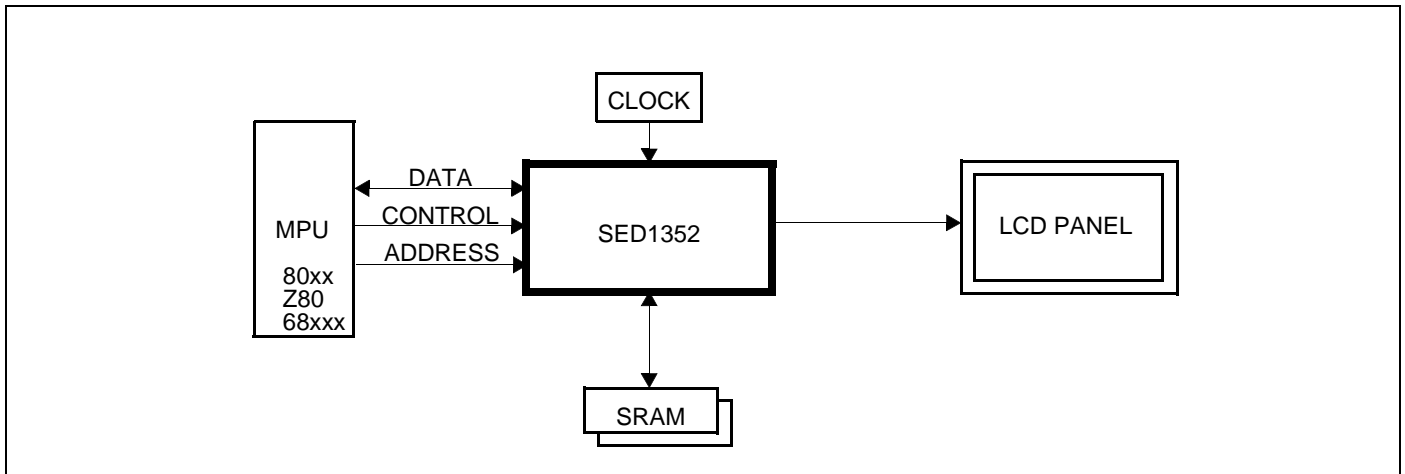 CLOCK
DATA
CONTROL
ADDRESS
MPU
80xx
Z80
68xxx
SED1352
LCD PANEL
SRAM